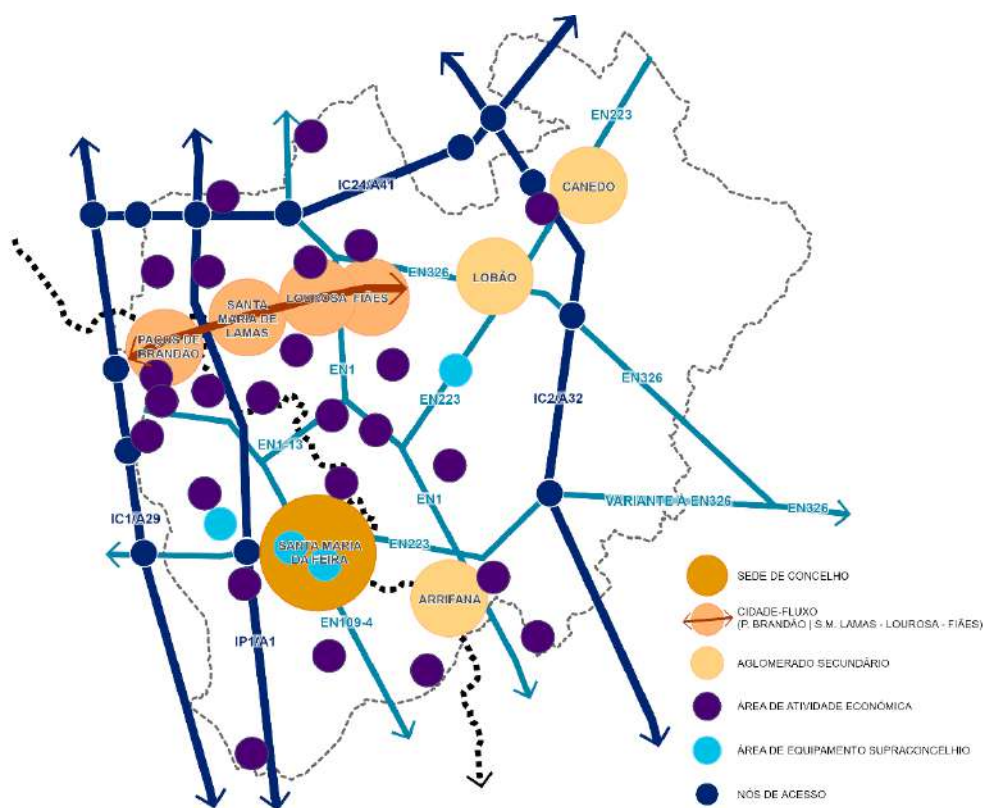 EN223
CANEDO
IC24/A41
EN326
LOBÃO
SANTA
MARIA DE
LAMAS
LOUROSA
FIÃES
PAÇOS DE
BRANDÃO
EN1
EN223
IC2/A32
EN326
EN1-13
EN1
VARIANTE À EN326
EN326
IC1/A29
SANTA MARIA
DA FEIRA
EN223
ARRIFANA
EN109-4
IP1/A1
SEDE DE CONCELHO
CIDADE-FLUXO
(P. BRANDÃO | S.M. LAMAS - LOUROSA - FIÃES)
AGLOMERADO SECUNDÁRIO
ÁREA DE ATIVIDADE ECONÓMICA
ÁREA DE EQUIPAMENTO SUPRACONCELHIO
NÓS DE ACESSO